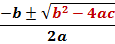 (-b ± √(b² - 4ac)) / 2a